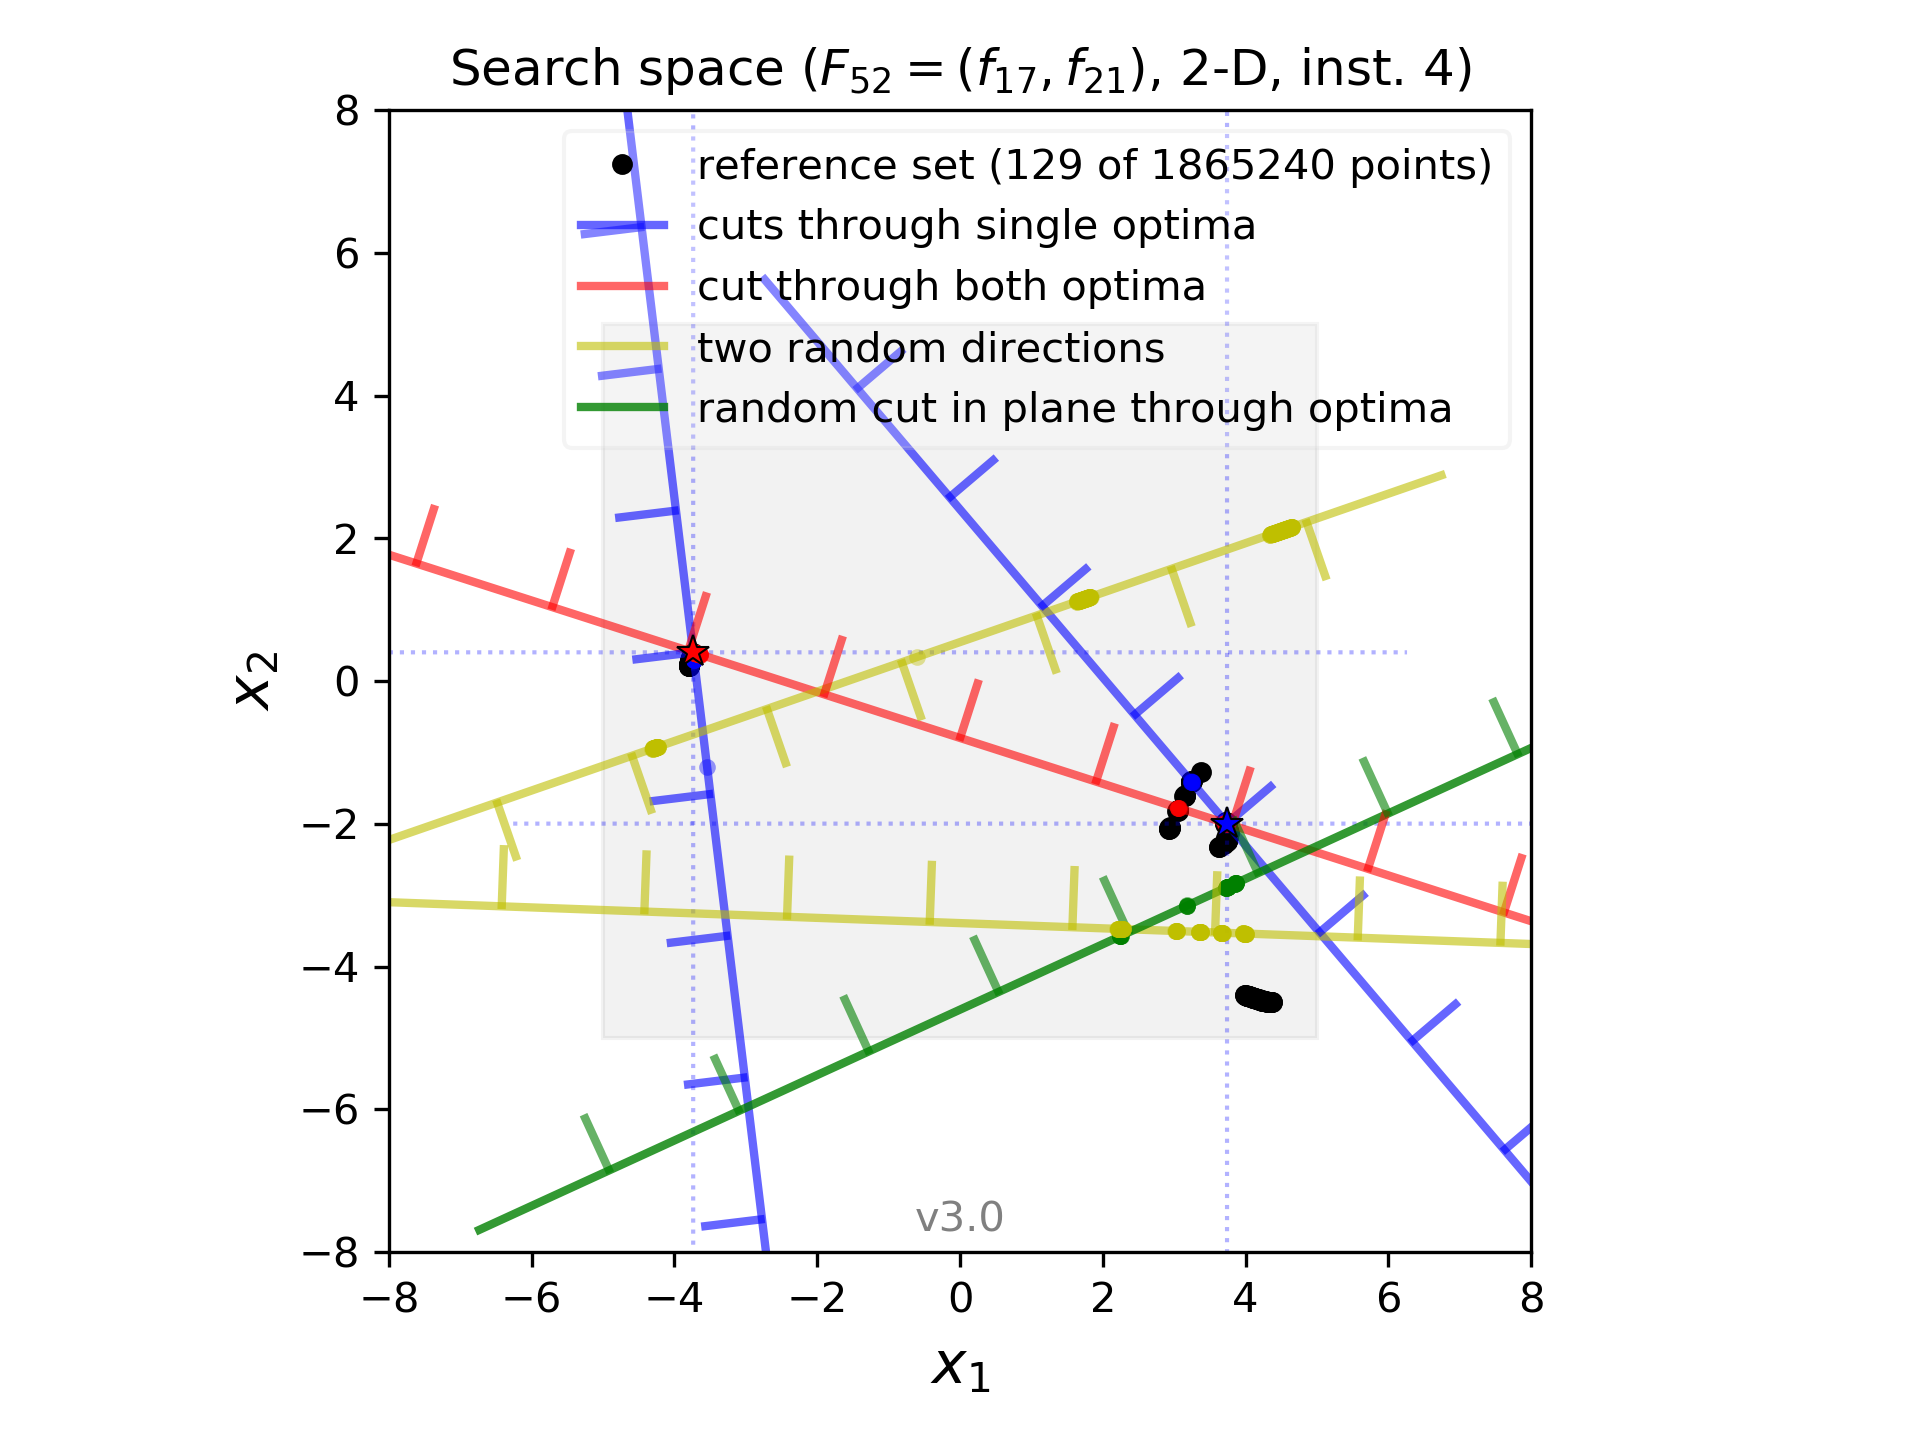 Search space (F₅₂ = (f₁₇, f₂₁), 2-D, inst. 4)
reference set (129 of 1865240 points)
cuts through single optima
cut through both optima
two random directions
random cut in plane through optima
8
6
4
2
0
−2
−4
−6
−8
x₂
v3.0
−8 −6 −4 −2 0 2 4 6 8
x₁